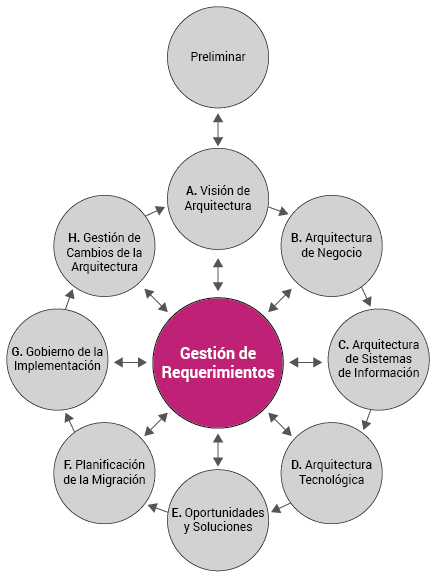 Preliminar
A. Visión de
Arquitectura
B. Arquitectura
de Negocio
C. Arquitectura
de Sistemas
de Información
D. Arquitectura
Tecnológica
E. Oportunidades
y Soluciones
F. Planificación
de la Migración
G. Gobierno de la
Implementación
H. Gestión de
Cambios de la
Arquitectura
Gestión de
Requerimientos